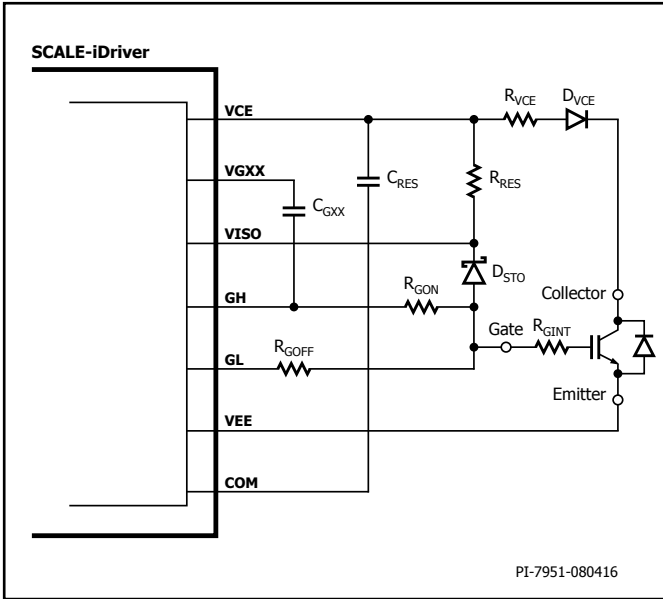 SCALE-iDriver
VCE
RVCE
DVCE
VGXX
CRES
RRES
CGXX
VISO
DSTO
GH
RGON
Collector
Gate
RGINT
GL
RGOFF
Emitter
VEE
COM
PI-7951-080416